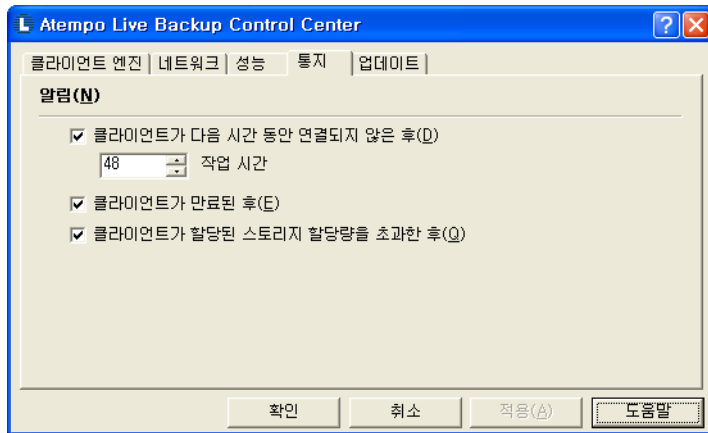 Atempo Live Backup Control Center
클라이언트 엔진 네트워크 성능 통지 업데이트
알림(N)
클라이언트가 다음 시간 동안 연결되지 않은 후(D)
48 작업 시간
클라이언트가 만료된 후(E)
클라이언트가 할당된 스토리지 할당량을 초과한 후(Q)
확인 취소 적용(A) 도움말